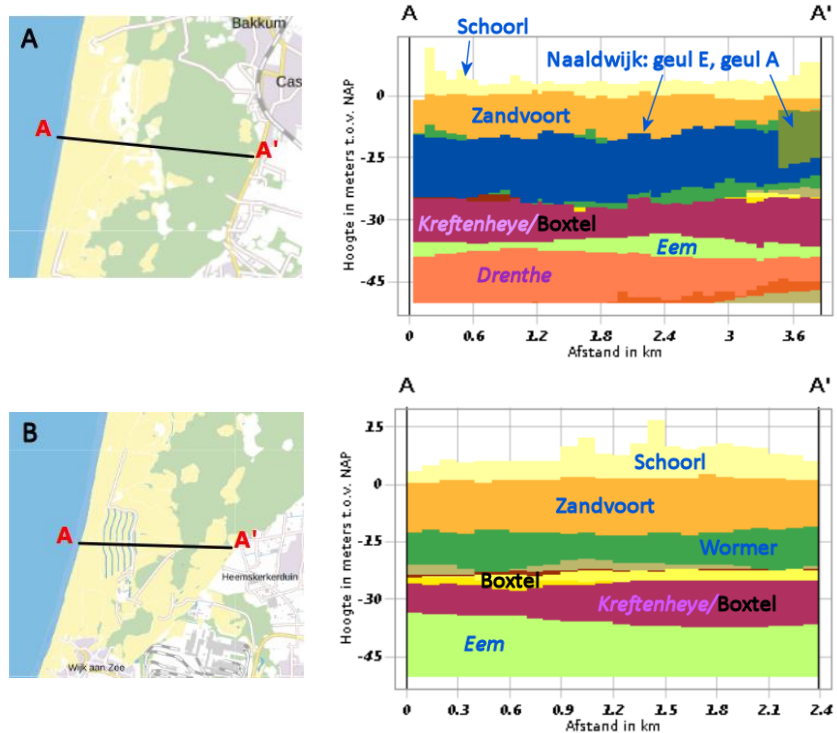 A
Bakkum
Cas
A
A'
A
A'
Schoorl
Naaldwijk: geul E, geul A
Zandvoort
Kreftenheye/Boxtel
Eem
Drenthe
Hoogte in meters t.o.v. NAP
0
-15
-30
-45
0
0.6
1.2
1.8
2.4
3
3.6
Afstand in km
B
A
A'
Heemskerkerduin
Wijk aan Zee
A
A'
Schoorl
Zandvoort
Wormer
Boxtel
Kreftenheye/Boxtel
Eem
Hoogte in meters t.o.v. NAP
15
0
-15
-30
-45
0
0.3
0.6
0.9
1.2
1.5
1.8
2.1
2.4
Afstand in km